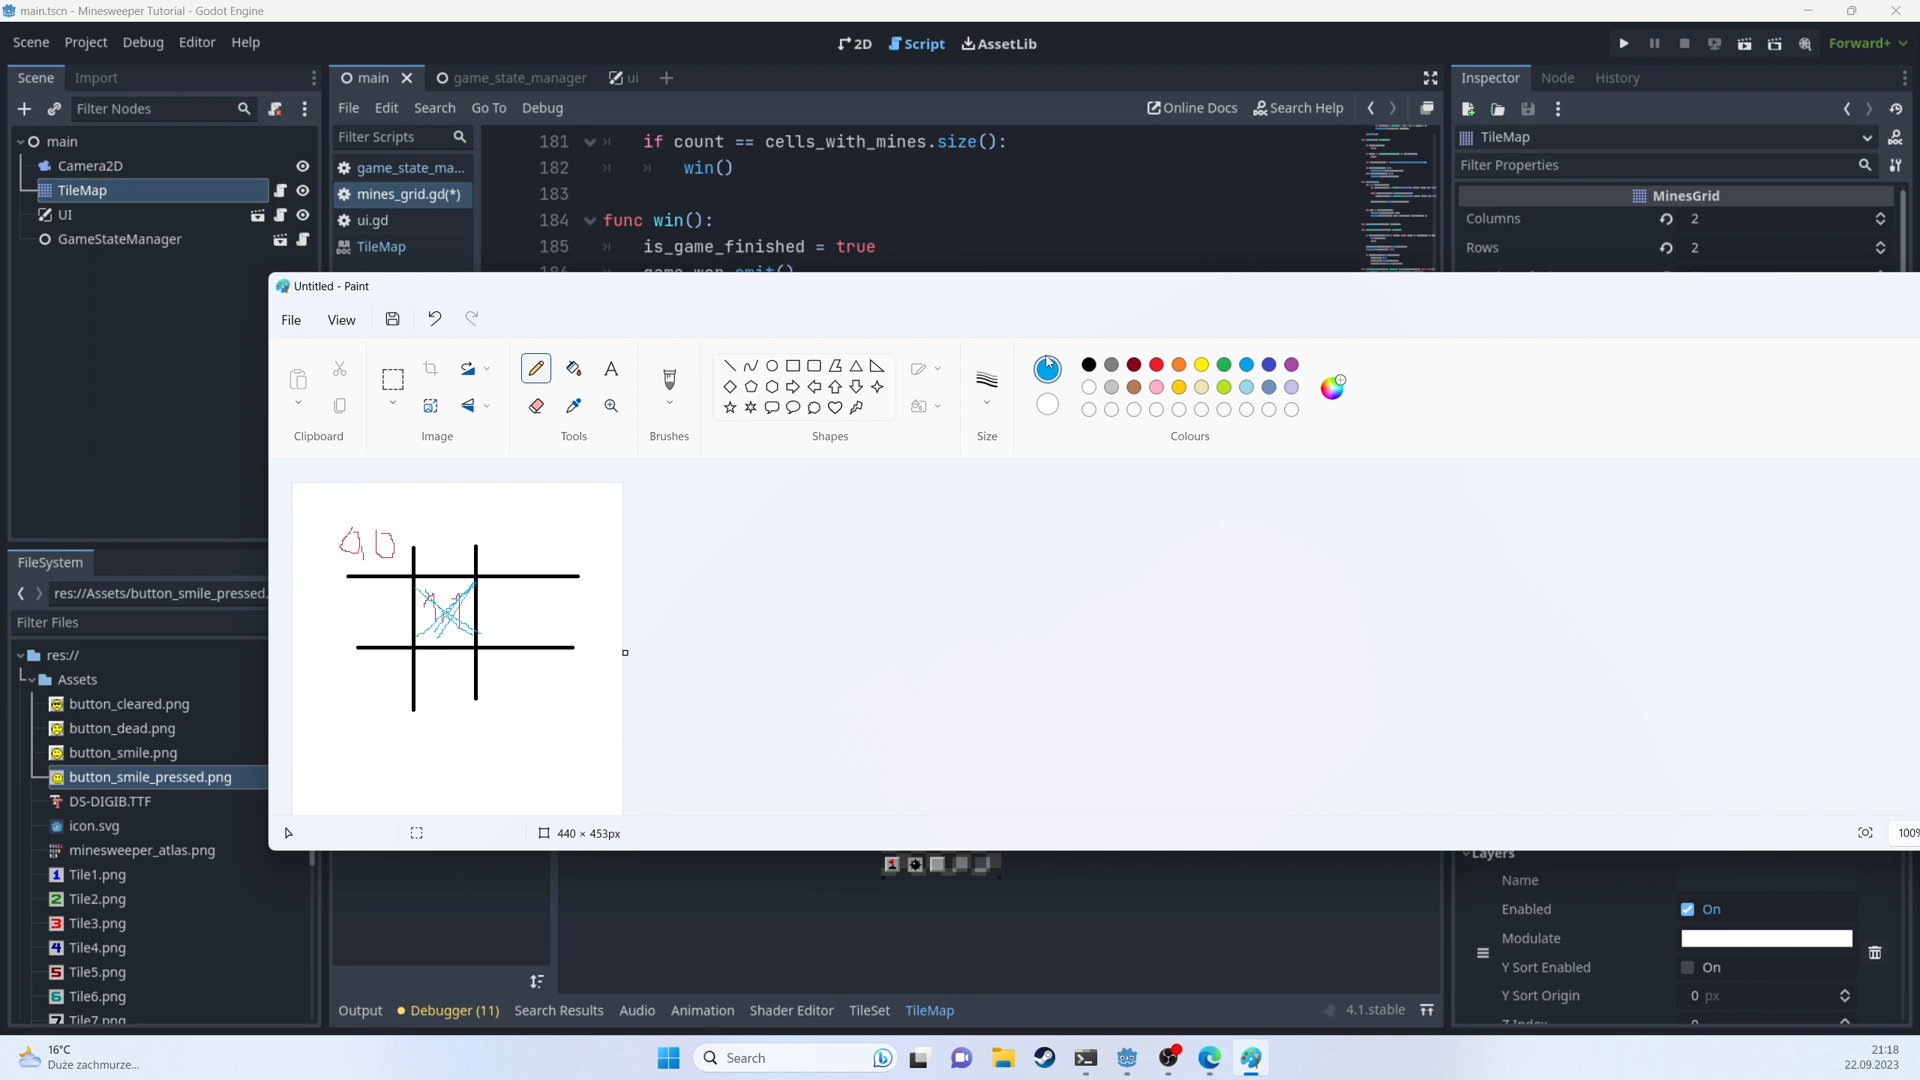 main.tscn - Minesweeper Tutorial - Godot Engine
Scene Project Debug Editor Help
2D Script AssetLib
Forward+
Scene Import
main game_state_manager ui
Inspector Node History
Filter Nodes
File Edit Search Go To Debug
Online Docs Search Help
Filter Scripts
main
Camera2D
TileMap
UI
GameStateManager
game_state_ma...
mines_grid.gd(*)
ui.gd
TileMap
181 if count == cells_with_mines.size():
182 win()
183
184 func win():
185 is_game_finished = true
TileMap
Filter Properties
MinesGrid
Columns 2
Rows 2
Untitled - Paint
File View
Clipboard Image Tools Brushes Shapes Size Colours
440 × 453px
100%
FileSystem
res://Assets/button_smile_pressed.
Filter Files
res://
Assets
button_cleared.png
button_dead.png
button_smile.png
button_smile_pressed.png
DS-DIGIB.TTF
icon.svg
minesweeper_atlas.png
Tile1.png
Tile2.png
Tile3.png
Tile4.png
Tile5.png
Tile6.png
Tile7.png
Layers
Name
Enabled On
Modulate
Y Sort Enabled On
Y Sort Origin 0 px
Z Index 0
Output Debugger (11) Search Results Audio Animation Shader Editor TileSet TileMap
4.1.stable
16°C
Duże zachmurze...
Search
21:18
22.09.2023